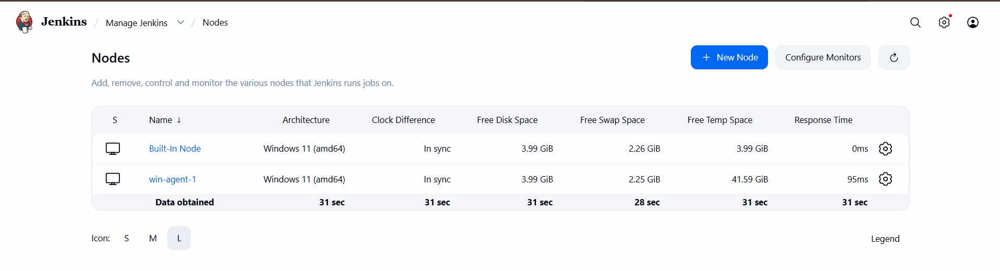 Jenkins / Manage Jenkins / Nodes
Nodes
+ New Node
Configure Monitors
Add, remove, control and monitor the various nodes that Jenkins runs jobs on.
S Name ↓ Architecture Clock Difference Free Disk Space Free Swap Space Free Temp Space Response Time
Built-In Node Windows 11 (amd64) In sync 3.99 GiB 2.26 GiB 3.99 GiB 0ms
win-agent-1 Windows 11 (amd64) In sync 3.99 GiB 2.25 GiB 41.59 GiB 95ms
Data obtained 31 sec 31 sec 31 sec 28 sec 31 sec 31 sec
Icon: S M L Legend